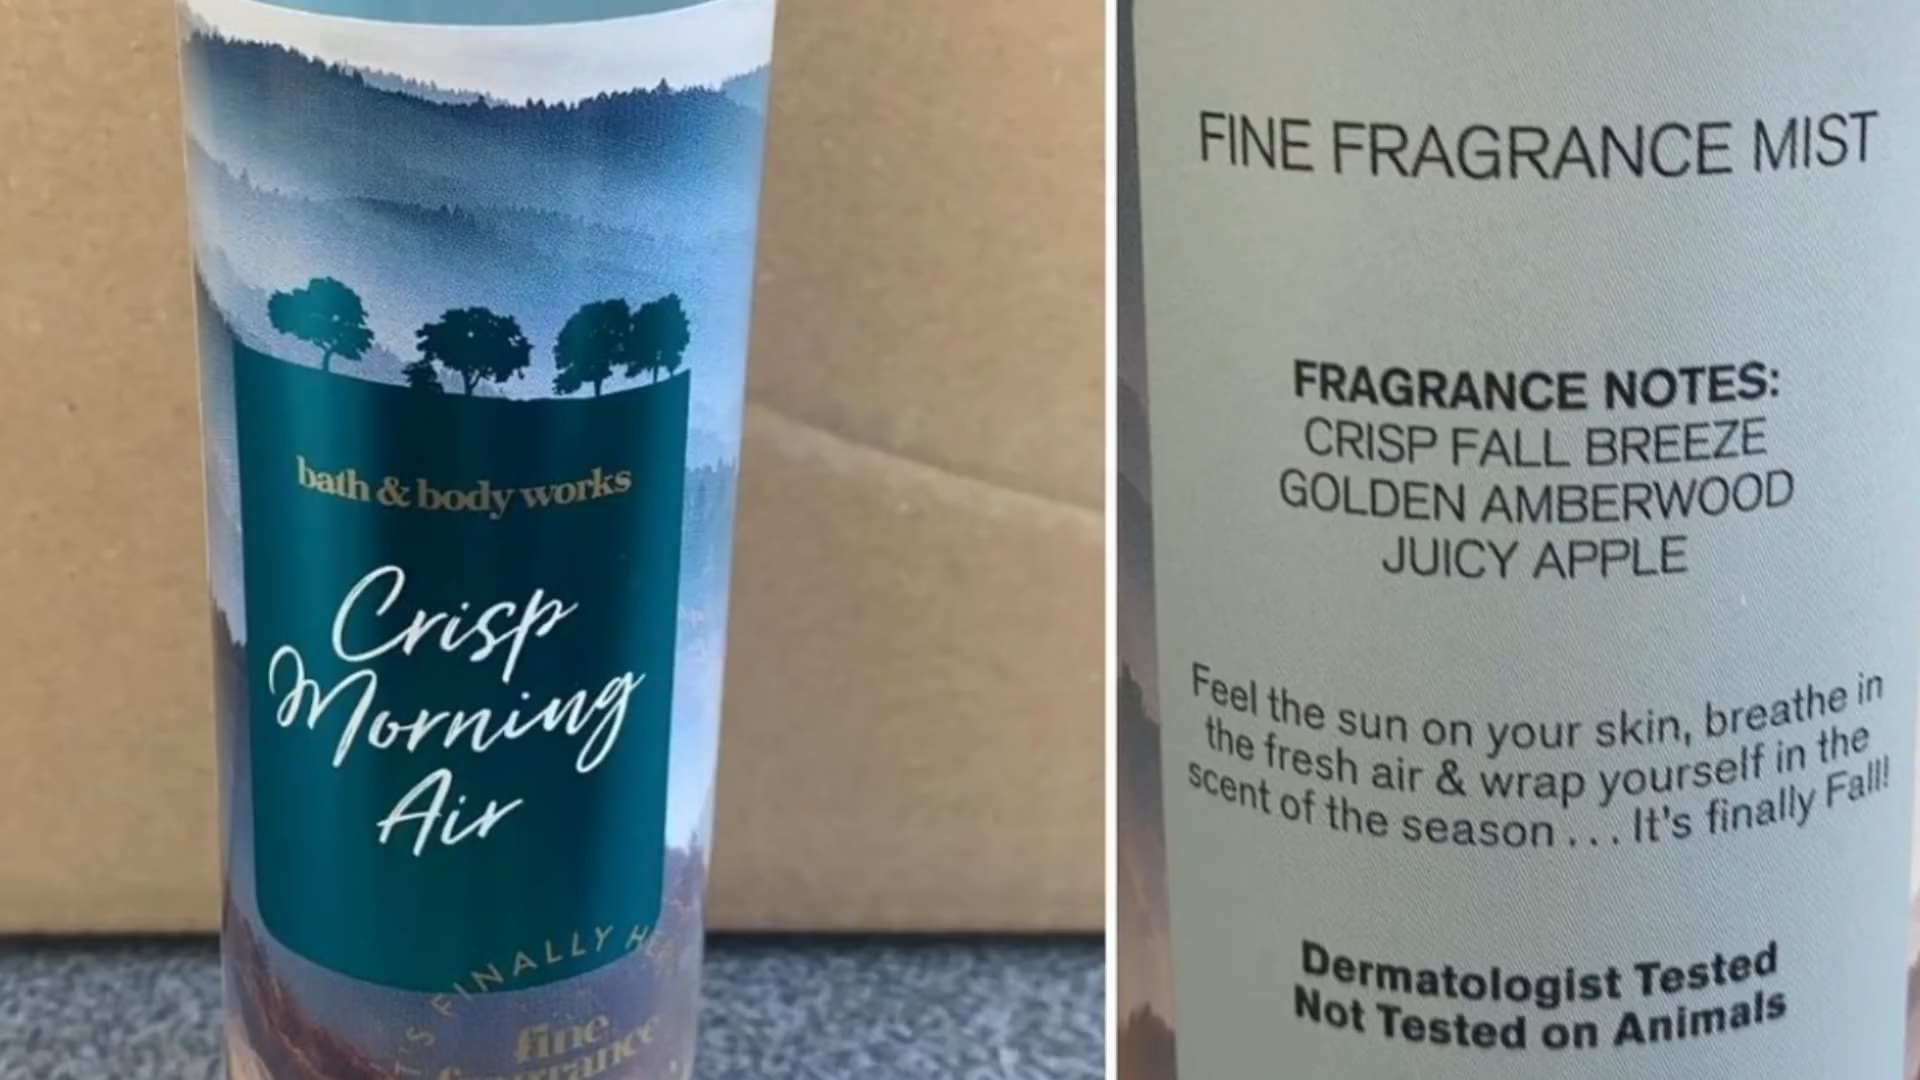 bath & body works
Crisp
Morning
Air
FINALLY
fine
FINE FRAGRANCE MIST
FRAGRANCE NOTES:
CRISP FALL BREEZE
GOLDEN AMBERWOOD
JUICY APPLE
Feel the sun on your skin, breathe in
the fresh air & wrap yourself in the
scent of the season . . . It's finally Fall!
Dermatologist Tested
Not Tested on Animals